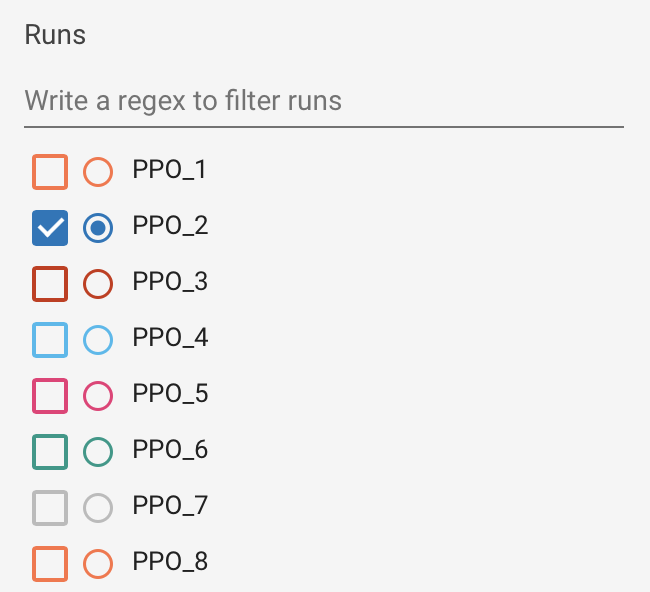 Runs
Write a regex to filter runs
PPO_1
PPO_2
PPO_3
PPO_4
PPO_5
PPO_6
PPO_7
PPO_8